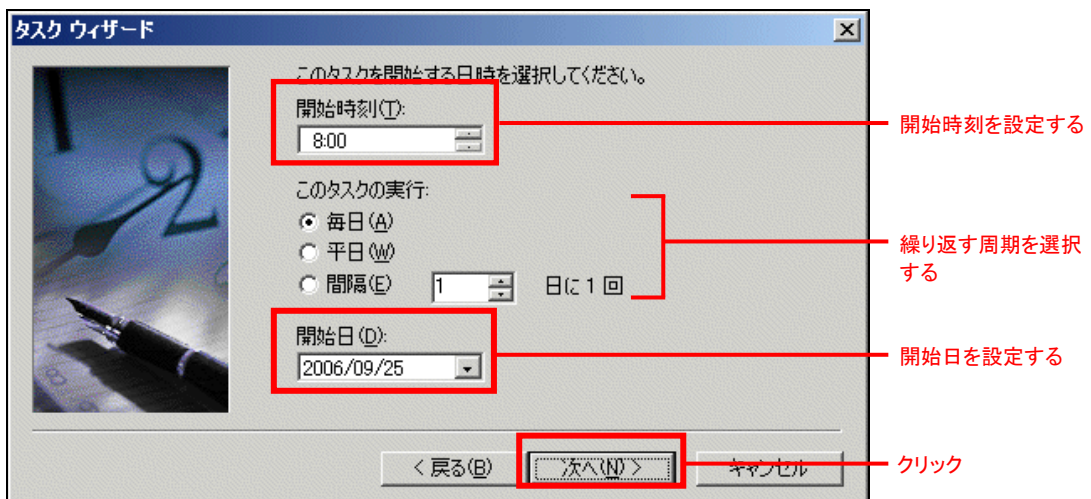 タスク ウィザード
このタスクを開始する日時を選択してください。
開始時刻(T):
8:00
開始時刻を設定する
このタスクの実行:
毎日(A)
平日(W)
間隔(E) 1 日に 1 回
繰り返す周期を選択
する
開始日(D):
2006/09/25
開始日を設定する
< 戻る(B)
次へ(N) >
キャンセル
クリック